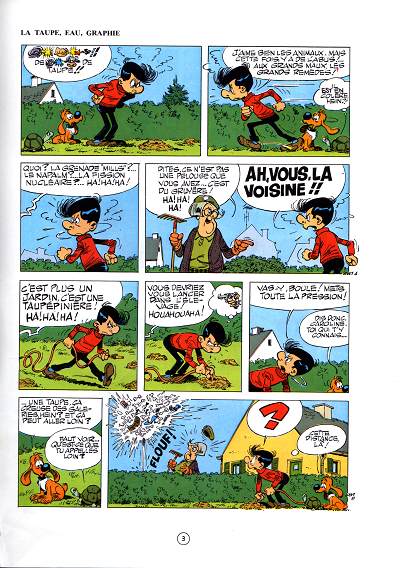 LA TAUPE, EAU, GRAPHIE
!!
DE
DE
TAUPE!!
J'AIME BIEN LES ANIMAUX, MAIS
CETTE FOIS, Y A DE L'ABUS!
AUX GRANDS MAUX, LES
GRANDS REMÈDES!
EST EN
COLÈRE
HEIN?
QUOI? LA GRENADE "MILLS"?...
LE NAPALM?...LA FISSION
NUCLÉAIRE?... HA! HA! HA!
DITES, CE N'EST PAS
UNE PELOUSE QUE
VOUS AVEZ... C'EST
DU GRUYÈRE!
HA! HA!
HA!
AH, VOUS, LA
VOISINE!!
C'EST PLUS UN
JARDIN, C'EST UNE
TAUPÉPINIÈRE!
HA! HA! HA!
VOUS DEVRIEZ
VOUS LANCER
DANS L'ÉLE-
VAGE!
HOUAHOUAHA!
VAS-Y, BOULE! METS
TOUTE LA PRESSION!
DIS DONC,
CAROLINE,
TOI QUI T'Y
CONNAIS...
...UNE TAUPE, ÇA
CREUSE DES GALE-
RIES, HEIN? ET ÇA
PEUT ALLER LOIN?
FAUT VOIR...
QU'EST-CE QUE
TU APPELLES
LOIN?
FLOUF!
?
CETTE
DISTANCE,
LÀ!
3